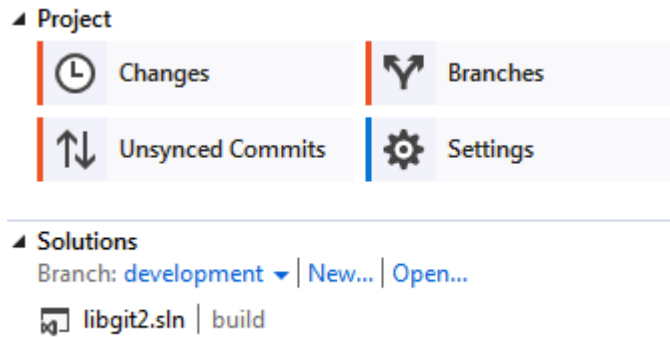 Project
Changes
Branches
Unsynced Commits
Settings
Solutions
Branch: development | New... | Open...
libgit2.sln | build